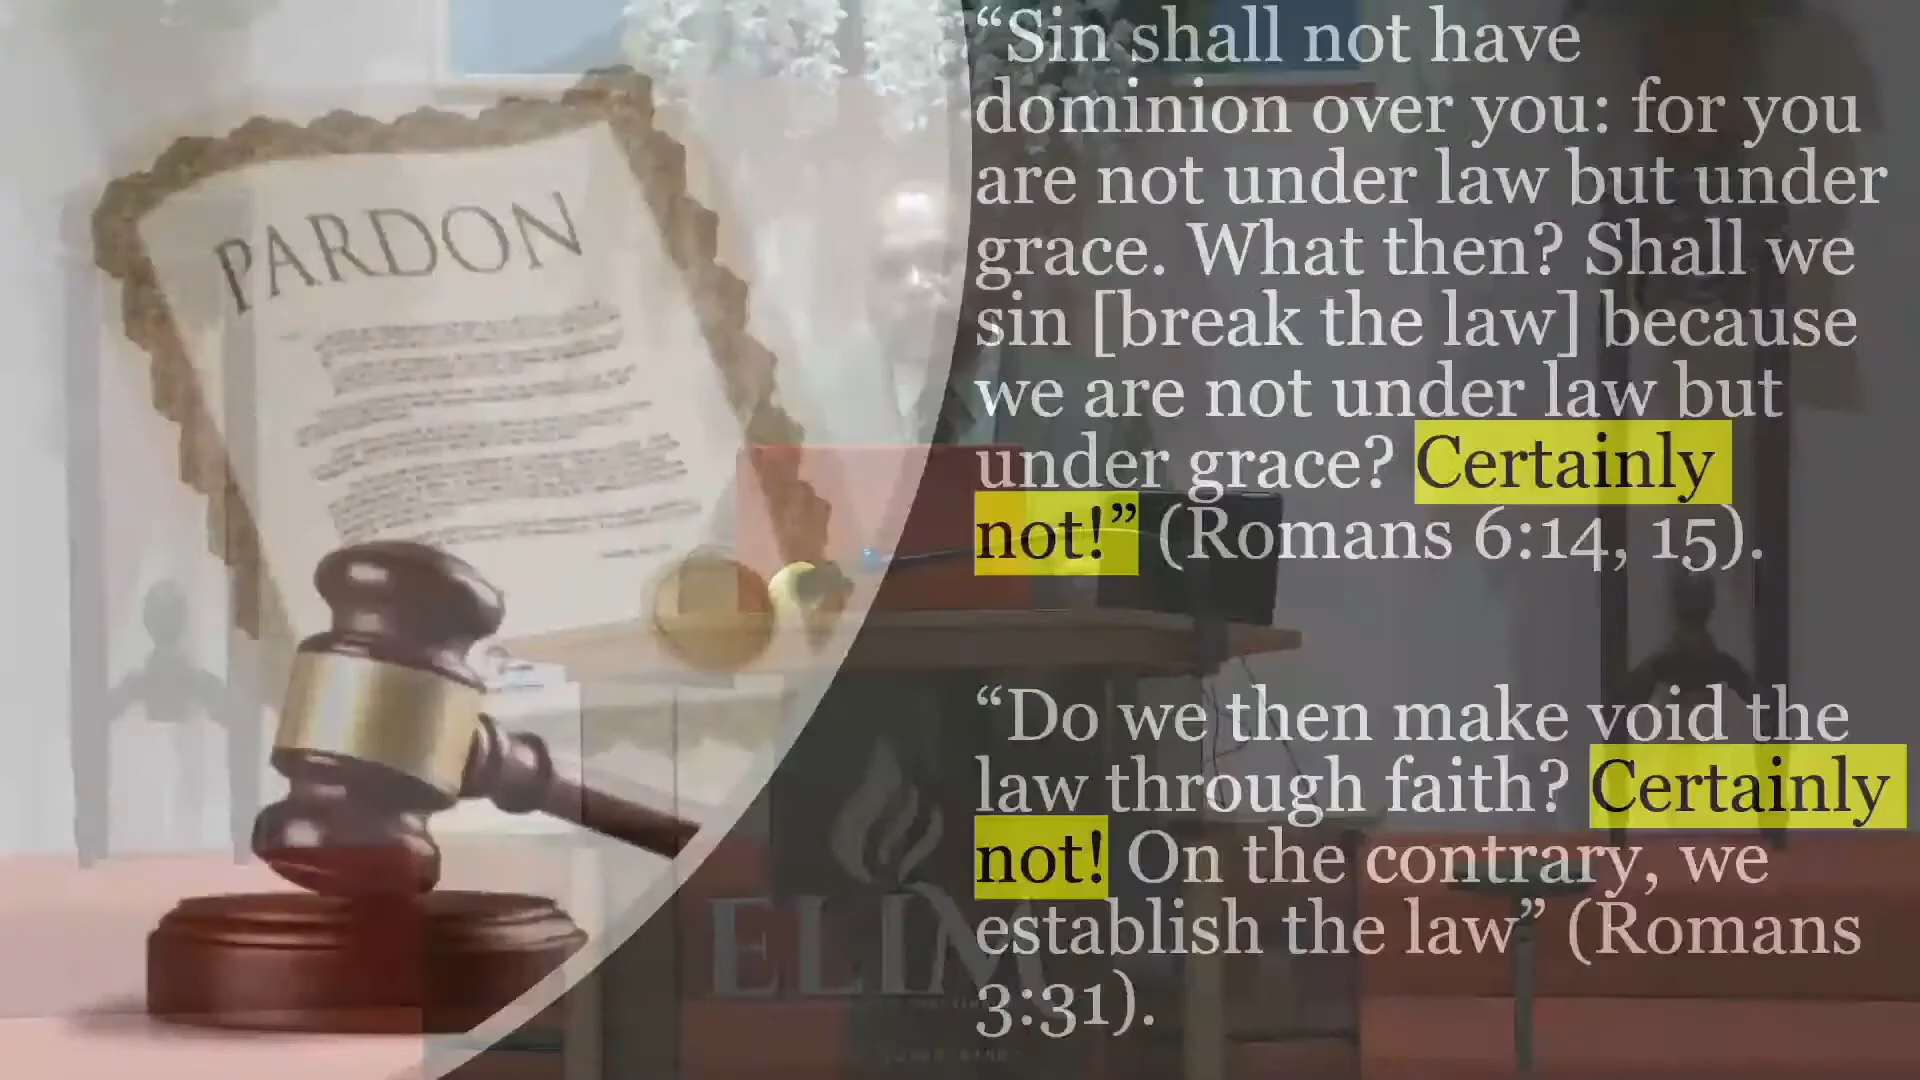 PARDON
“Sin shall not have
dominion over you: for you
are not under law but under
grace. What then? Shall we
sin [break the law] because
we are not under law but
under grace? Certainly
not!” (Romans 6:14, 15).
“Do we then make void the
law through faith? Certainly
not! On the contrary, we
establish the law” (Romans
3:31).
ELIM